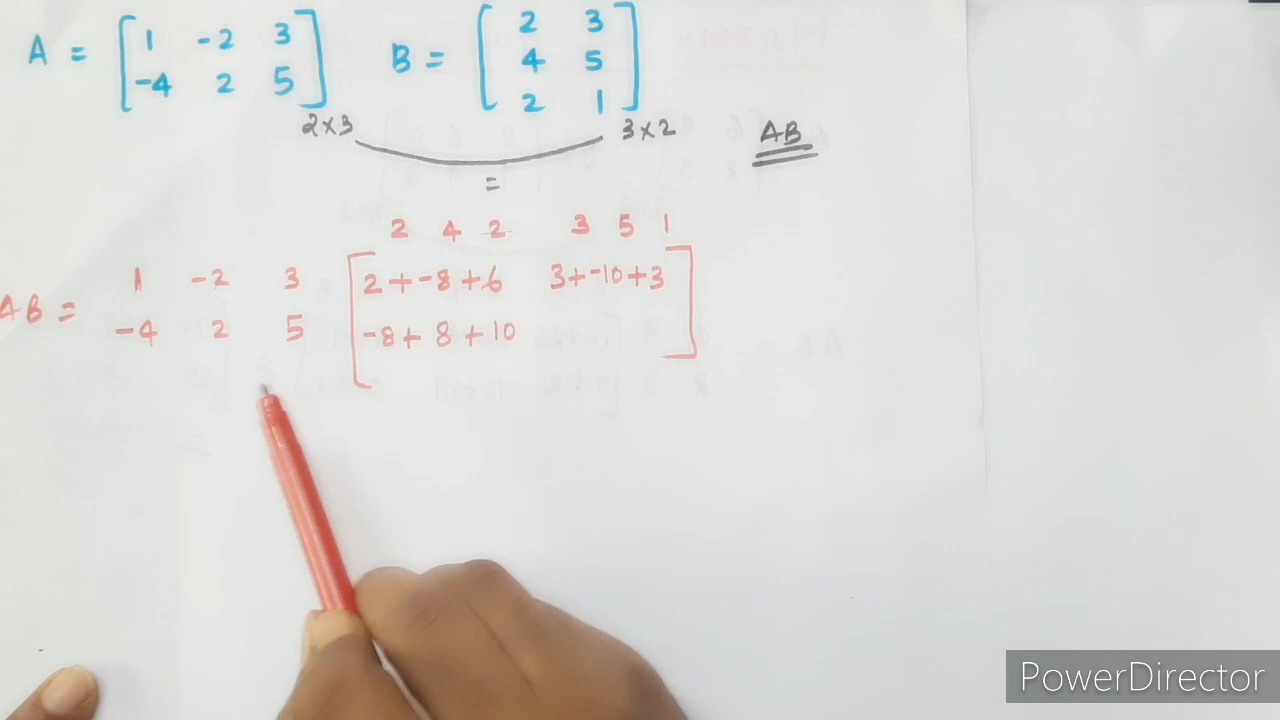 A = [ 1 -2 3 B = [ 2 3
-4 2 5 ] 4 5
2 1 ]
2×3 3×2 AB
=
2 4 2 3 5 1
AB = 1 -2 3 [ 2+-8+6 3+-10+3
-4 2 5 -8+8+10 ]
PowerDirector